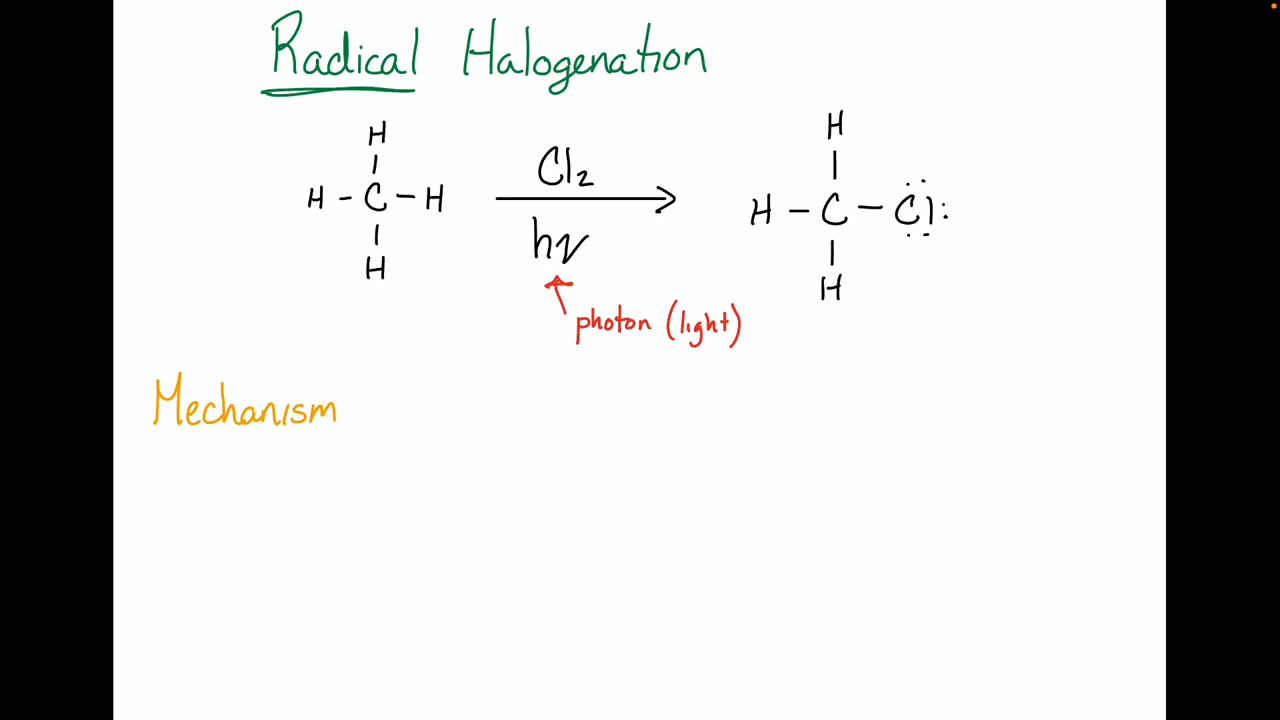 Radical Halogenation
H
H - C - H
H
Cl₂
hν
photon (light)
H
H - C - Cl:
H
Mechanism